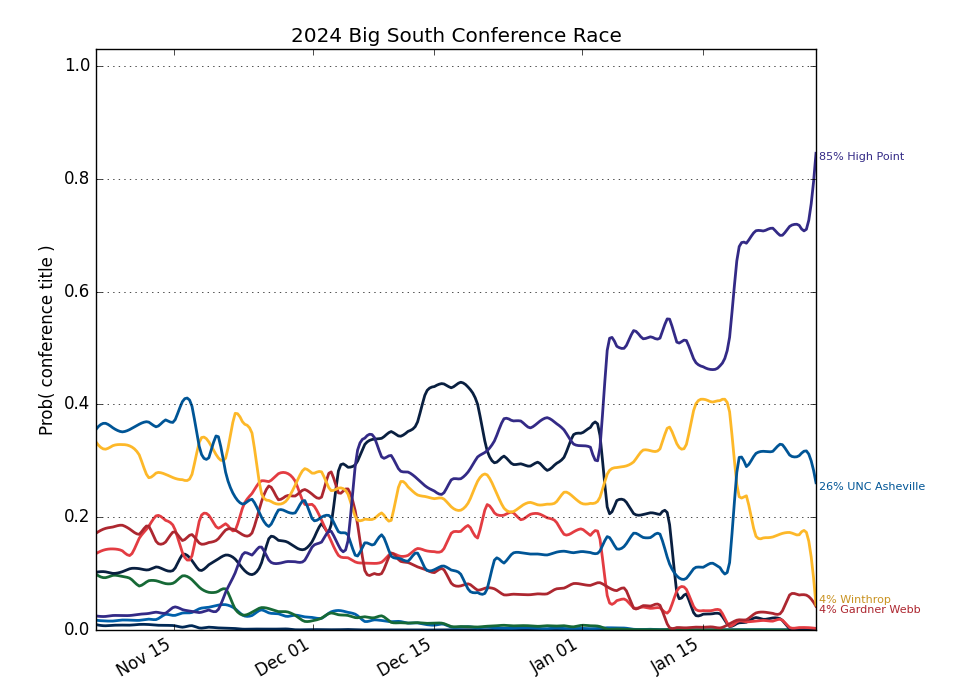 2024 Big South Conference Race
Prob( conference title )
1.0
0.8
0.6
0.4
0.2
0.0
85% High Point
26% UNC Asheville
4% Winthrop
4% Gardner Webb
Nov 15
Dec 01
Dec 15
Jan 01
Jan 15